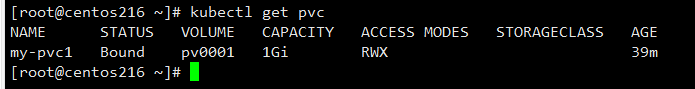 [root@centos216 ~]# kubectl get pvc
NAME      STATUS   VOLUME   CAPACITY   ACCESS MODES   STORAGECLASS   AGE
my-pvc1   Bound    pv0001   1Gi        RWX                           39m
[root@centos216 ~]#